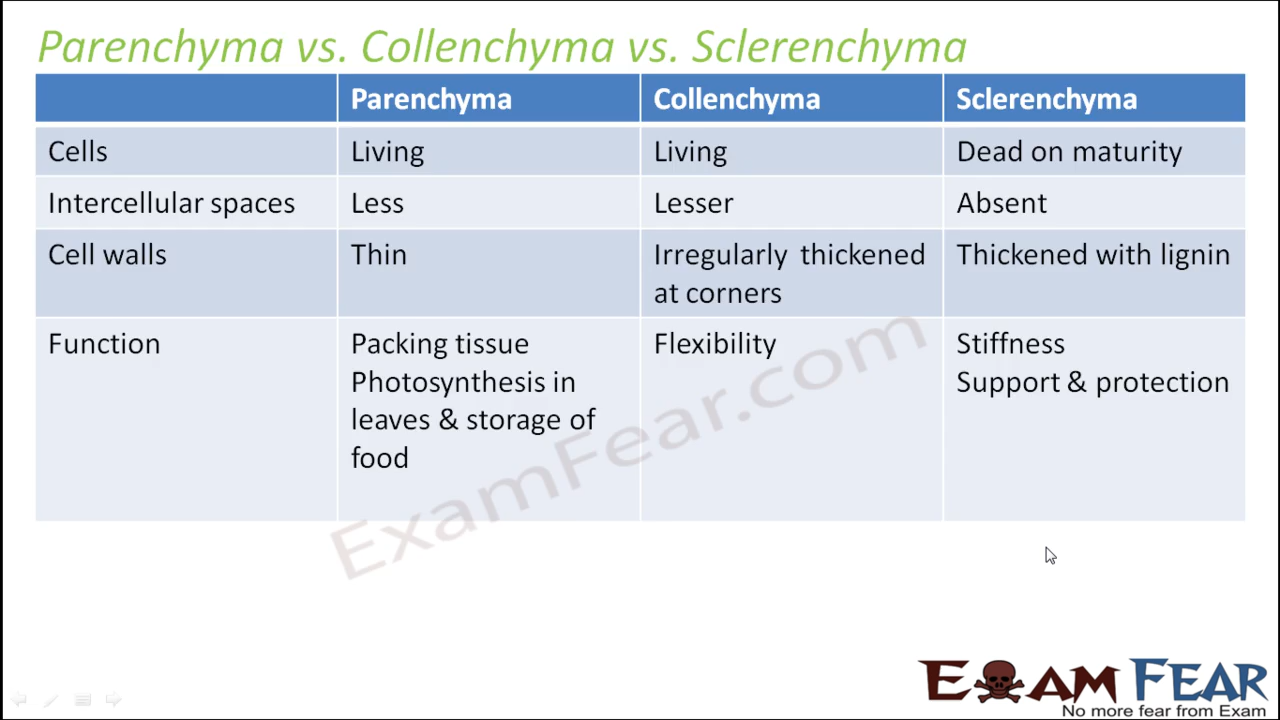 Parenchyma vs. Collenchyma vs. Sclerenchyma
Parenchyma Collenchyma Sclerenchyma
Cells Living Living Dead on maturity
Intercellular spaces Less Lesser Absent
Cell walls Thin Irregularly thickened Thickened with lignin
at corners
Function Packing tissue Flexibility Stiffness
Photosynthesis in Support & protection
leaves & storage of
food
ExamFear.com
EXAM FEAR
No more fear from Exam